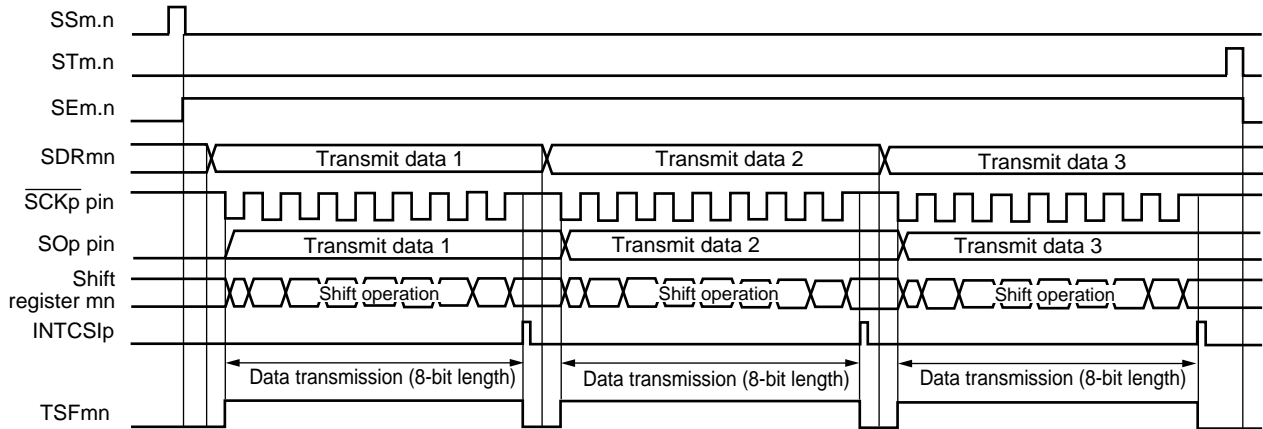 SSm.n
STm.n
SEm.n
SDRmn Transmit data 1 Transmit data 2 Transmit data 3
SCKp pin
SOp pin Transmit data 1 Transmit data 2 Transmit data 3
Shift
register mn Shift operation Shift operation Shift operation
INTCSIp
Data transmission (8-bit length) Data transmission (8-bit length) Data transmission (8-bit length)
TSFmn